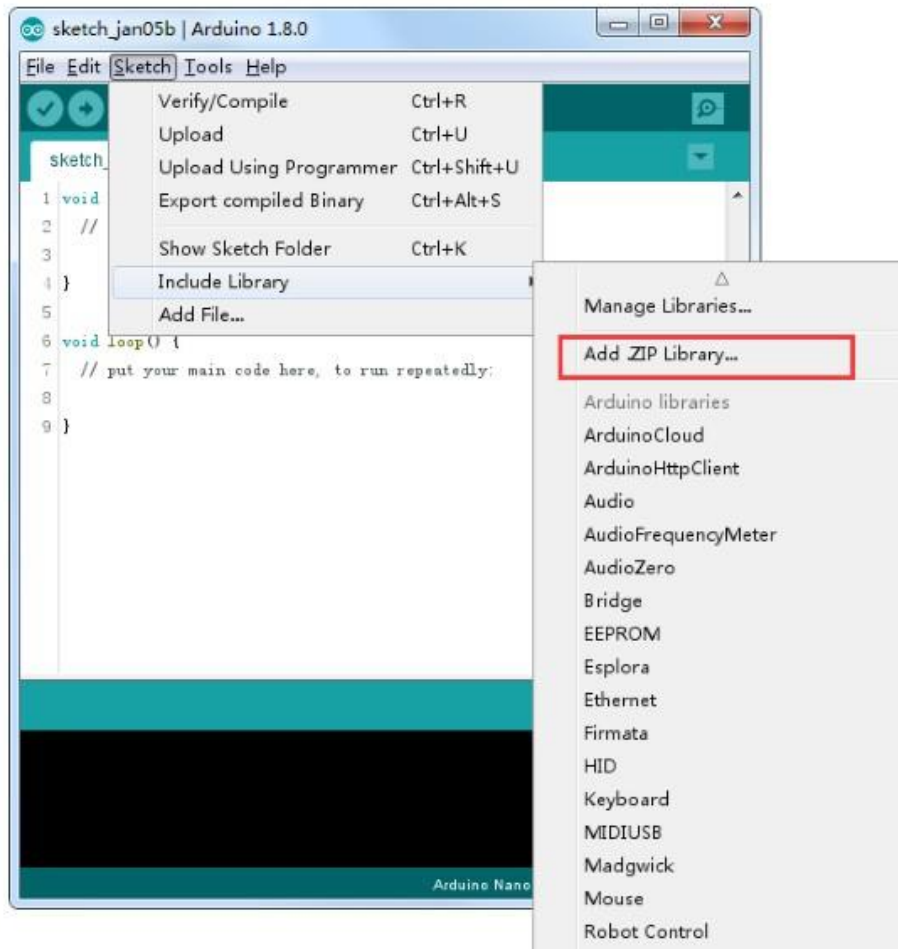 sketch_jan05b | Arduino 1.8.0
File Edit Sketch Tools Help
Verify/Compile Ctrl+R
Upload Ctrl+U
Upload Using Programmer Ctrl+Shift+U
Export compiled Binary Ctrl+Alt+S
Show Sketch Folder Ctrl+K
Include Library
Add File...
sketch_
1 void
2 //
3
4 }
5
6 void loop() {
7 // put your main code here, to run repeatedly:
8
9 }
Manage Libraries...
Add .ZIP Library...
Arduino libraries
ArduinoCloud
ArduinoHttpClient
Audio
AudioFrequencyMeter
AudioZero
Bridge
EEPROM
Esplora
Ethernet
Firmata
HID
Keyboard
MIDIUSB
Madgwick
Mouse
Robot Control
Arduino Nano